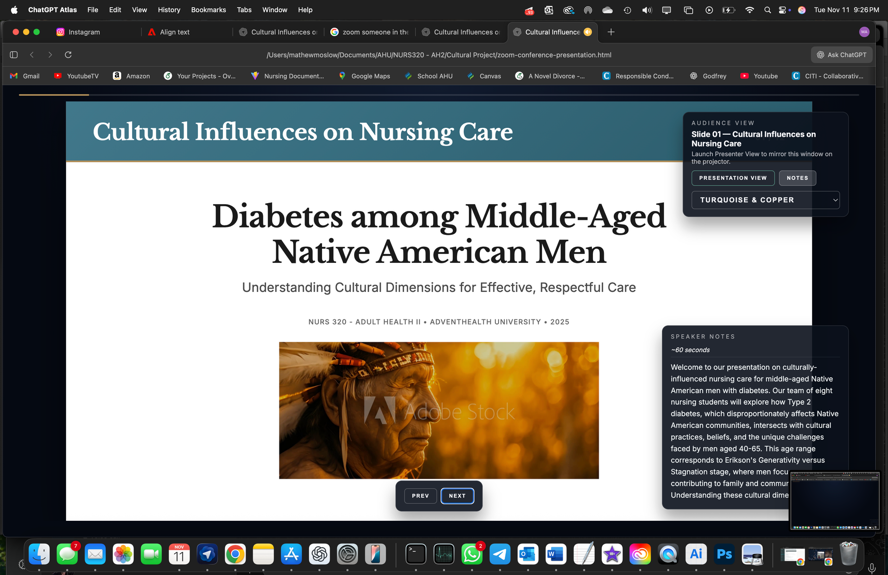 ChatGPT Atlas File Edit View History Bookmarks Tabs Window Help
Tue Nov 11 9:26 PM
Instagram
Align text
Cultural Influences o
zoom someone in the
Cultural Influences o
Cultural Influence
/Users/mathewmoslow/Documents/AHU/NURS320 - AH2/Cultural Project/zoom-conference-presentation.html
Ask ChatGPT
Gmail
YoutubeTV
Amazon
Your Projects - Ov...
Nursing Document...
Google Maps
School AHU
Canvas
A Novel Divorce -...
Responsible Cond...
Godfrey
Youtube
CITI - Collaborativ...
Cultural Influences on Nursing Care
AUDIENCE VIEW
Slide 01 — Cultural Influences on
Nursing Care
Launch Presenter View to mirror this window on
the projector.
PRESENTATION VIEW
NOTES
TURQUOISE & COPPER
Diabetes among Middle-Aged
Native American Men
Understanding Cultural Dimensions for Effective, Respectful Care
NURS 320 - ADULT HEALTH II • ADVENTHEALTH UNIVERSITY • 2025
Adobe Stock
SPEAKER NOTES
~60 seconds
Welcome to our presentation on culturally-
influenced nursing care for middle-aged Native
American men with diabetes. Our team of eight
nursing students will explore how Type 2
diabetes, which disproportionately affects Native
American communities, intersects with cultural
practices, beliefs, and the unique challenges
faced by men aged 40-65. This age range
corresponds to Erikson's Generativity versus
Stagnation stage, where men focu
contributing to family and commun
Understanding these cultural dime
PREV
NEXT
7
NOV
11
2
Ai
Ps